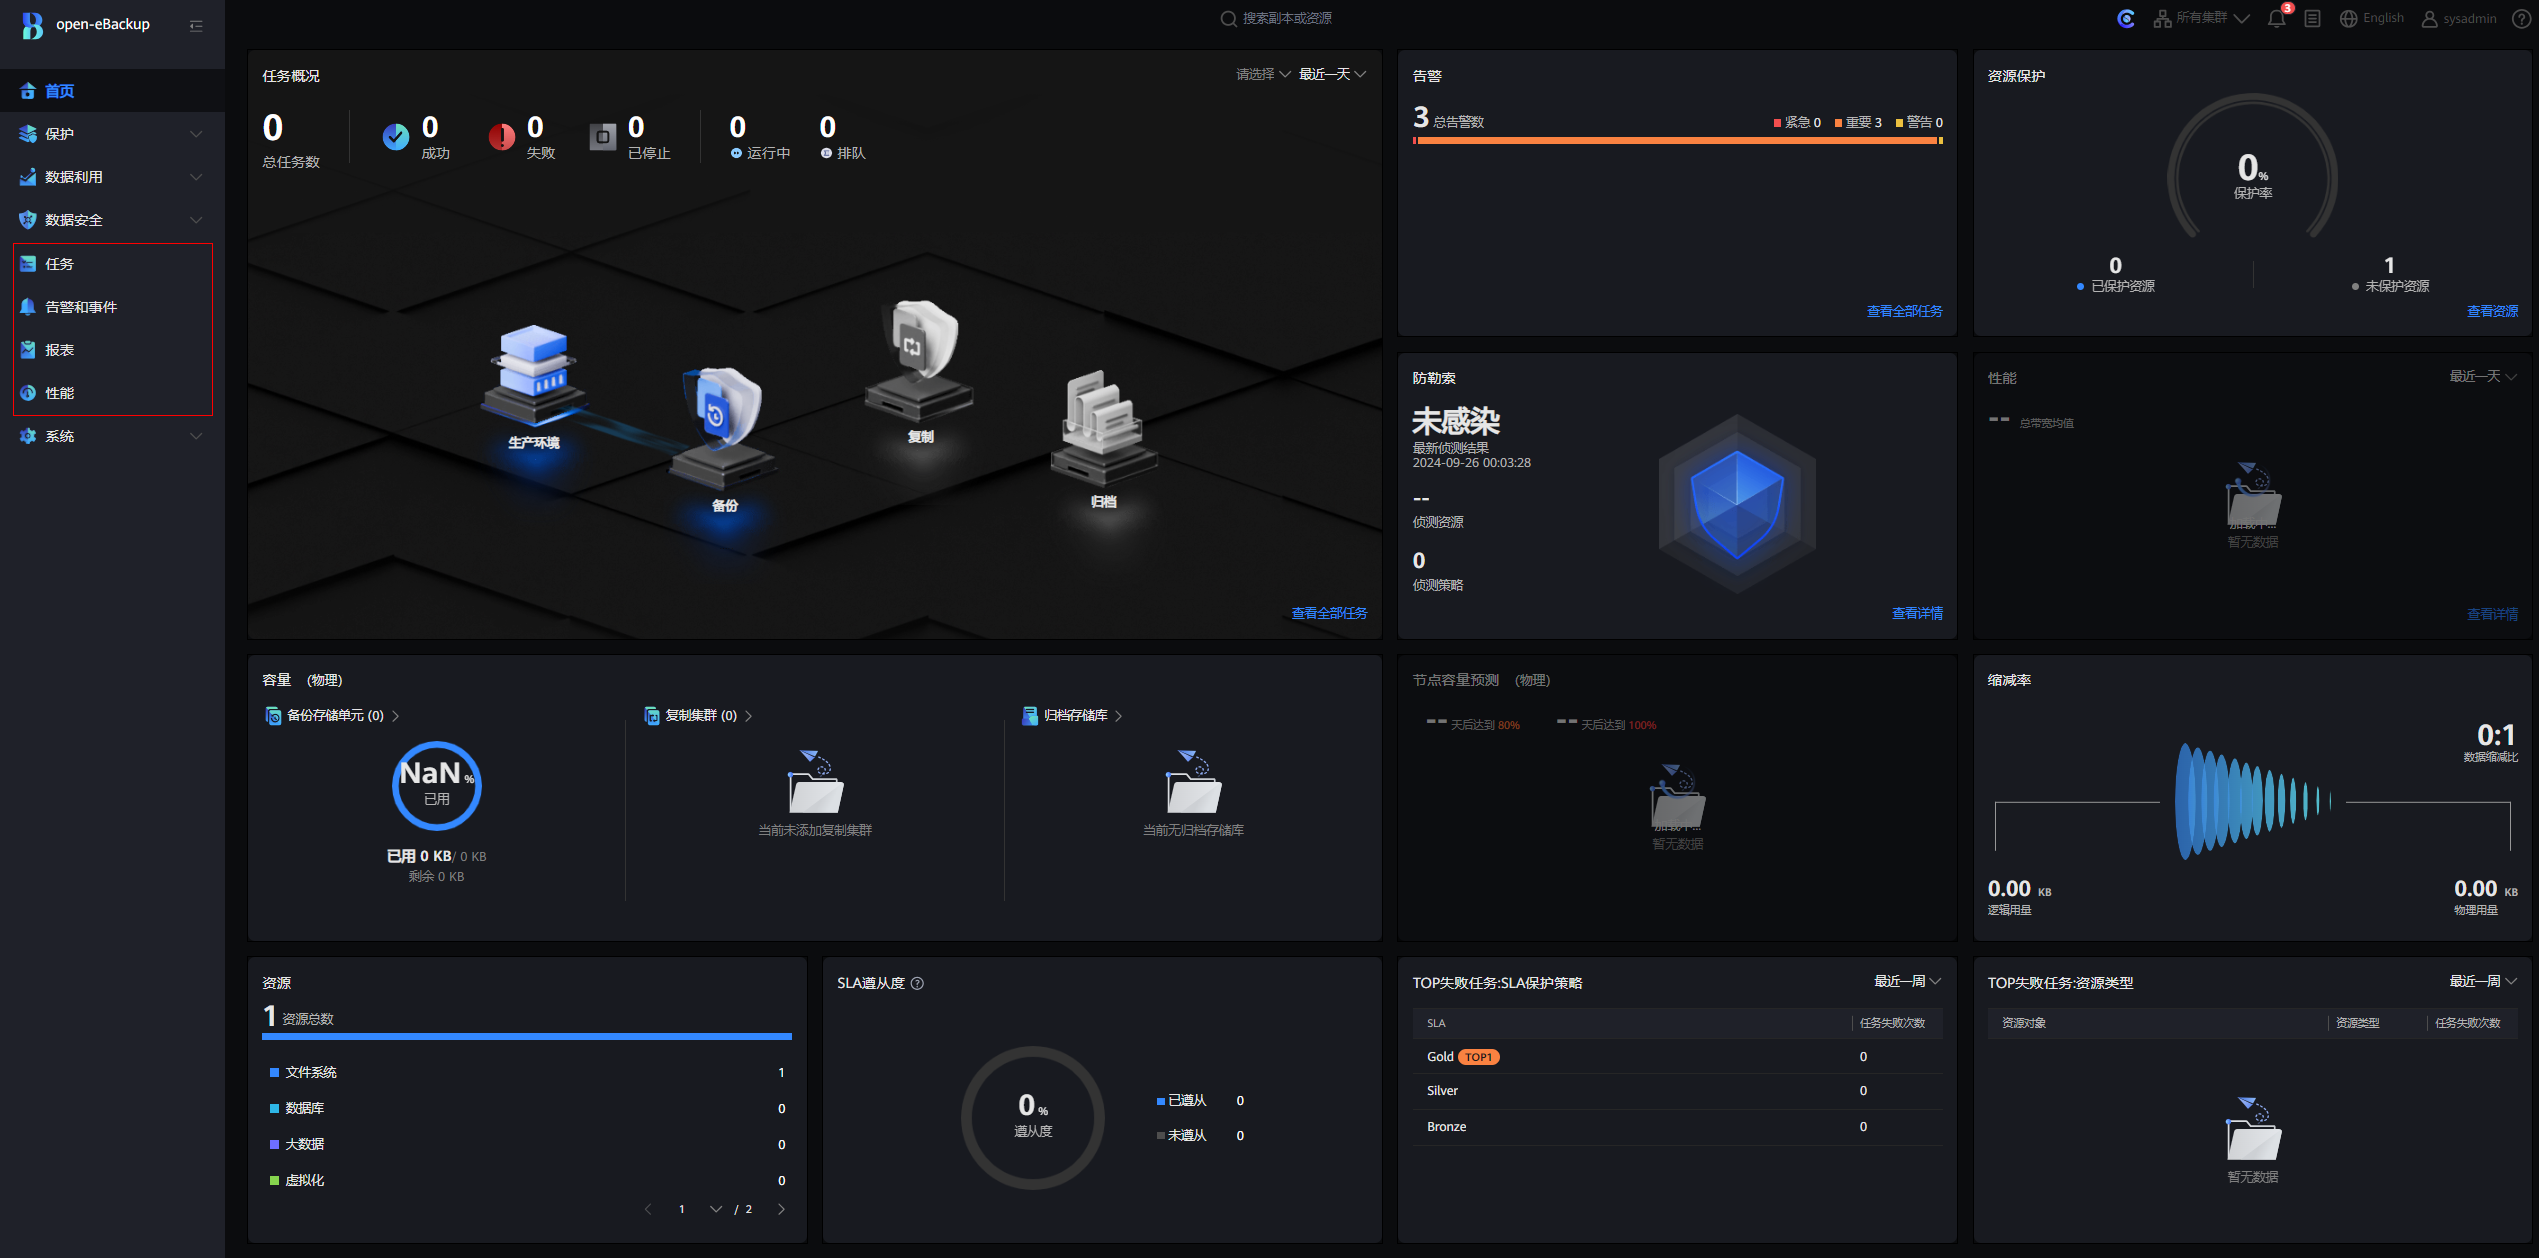 open-eBackup
搜索副本或资源
所有集群
3
English
sysadmin
首页
保护
数据利用
数据安全
任务
告警和事件
报表
性能
系统
任务概况
请选择
最近一天
0
总任务数
0
成功
0
失败
0
已停止
0
运行中
0
排队
生产环境
备份
复制
归档
查看全部任务
告警
3 总告警数
紧急 0
重要 3
警告 0
查看全部任务
资源保护
0%
保护率
0
已保护资源
1
未保护资源
查看资源
防勒索
未感染
最新侦测结果
2024-09-26 00:03:28
--
侦测资源
0
侦测策略
查看详情
性能
最近一天
-- 总带宽均值
加载中...
暂无数据
查看详情
容量 (物理)
备份存储单元 (0)
NaN %
已用
已用 0 KB/ 0 KB
剩余 0 KB
复制集群 (0)
当前未添加复制集群
归档存储库
当前无归档存储库
节点容量预测 (物理)
-- 天后达到 80%
-- 天后达到 100%
加载中...
暂无数据
缩减率
0:1
数据缩减比
0.00 KB
逻辑用量
0.00 KB
物理用量
资源
1 资源总数
文件系统 1
数据库 0
大数据 0
虚拟化 0
1 / 2
SLA遵从度
0 %
遵从度
已遵从 0
未遵从 0
TOP失败任务:SLA保护策略
最近一周
SLA 任务失败次数
Gold TOP1 0
Silver 0
Bronze 0
TOP失败任务:资源类型
最近一周
资源对象 资源类型 任务失败次数
暂无数据